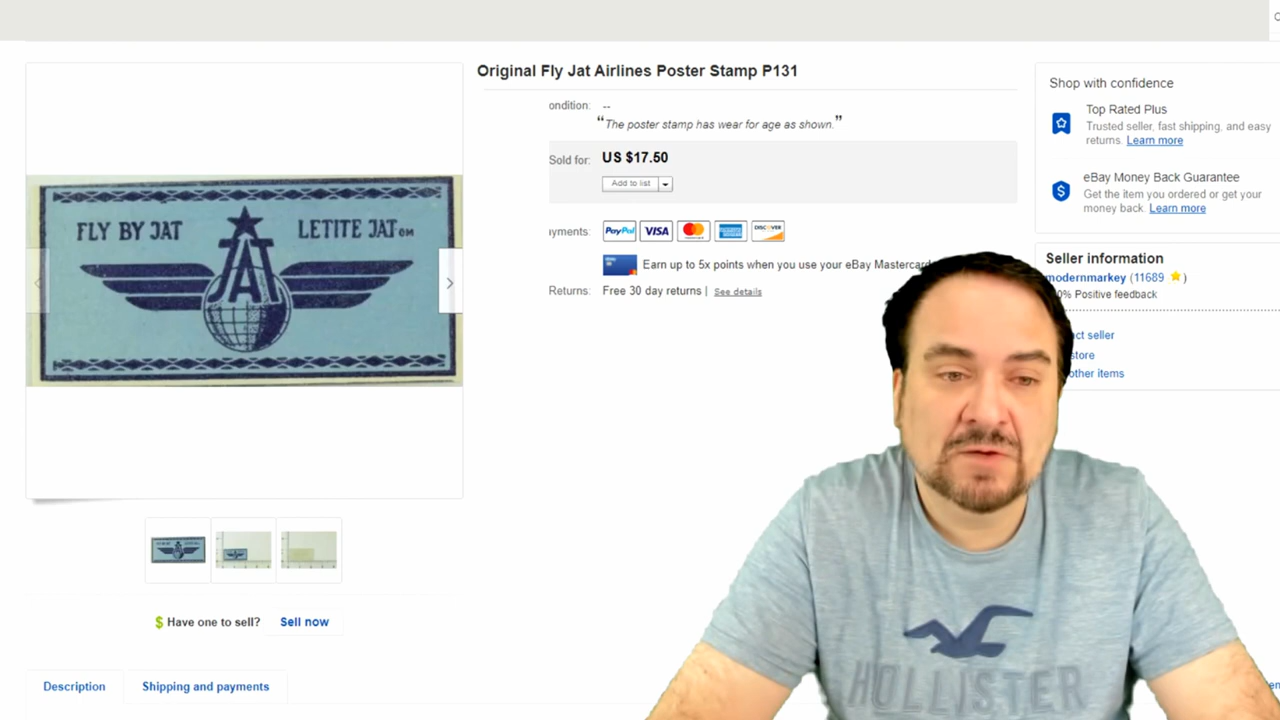 Original Fly Jat Airlines Poster Stamp P131
ondition: --
“The poster stamp has wear for age as shown.”
Sold for: US $17.50
Add to list
yments:
PayPal VISA DISCOVER
Earn up to 5x points when you use your eBay Mastercard
Returns: Free 30 day returns | See details
FLY BY JAT LETITE JATOM
JAT
$ Have one to sell? Sell now
Description Shipping and payments
Shop with confidence
Top Rated Plus
Trusted seller, fast shipping, and easy
returns. Learn more
eBay Money Back Guarantee
Get the item you ordered or get your
money back. Learn more
Seller information
modernmarkey (11689 )
0% Positive feedback
ct seller
store
other items
HOLLISTER